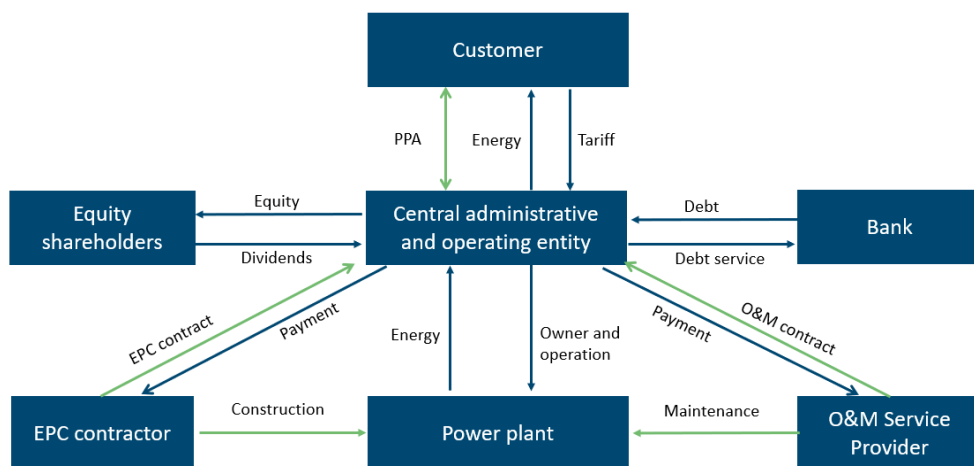 Customer
PPA
Energy
Tariff
Equity
shareholders
Equity
Dividends
Central administrative
and operating entity
Debt
Debt service
Bank
EPC contract
Payment
Energy
Owner and
operation
Payment
O&M contract
EPC contractor
Construction
Power plant
Maintenance
O&M Service
Provider